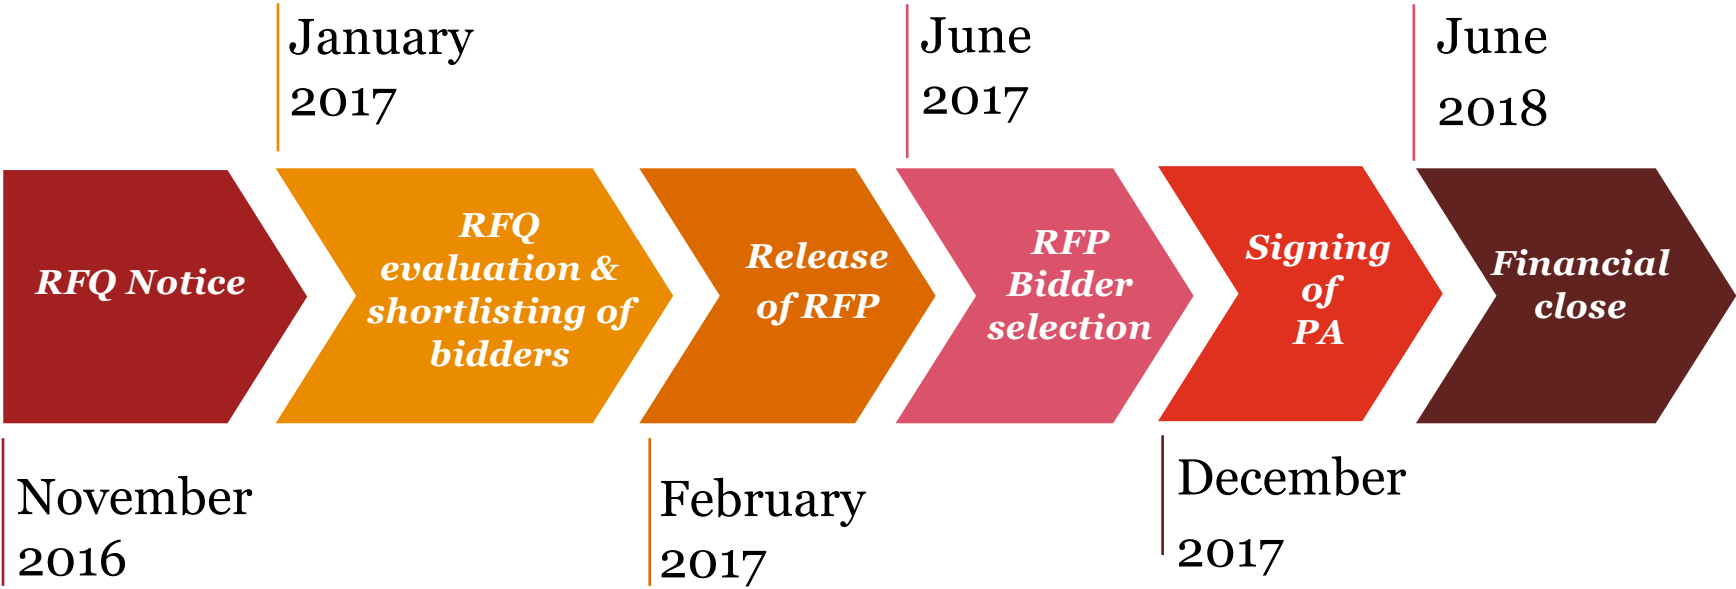 January
2017
June
2017
June
2018
RFQ Notice
RFQ
evaluation &
shortlisting of
bidders
Release
of RFP
RFP
Bidder
selection
Signing
of
PA
Financial
close
November
2016
February
2017
December
2017